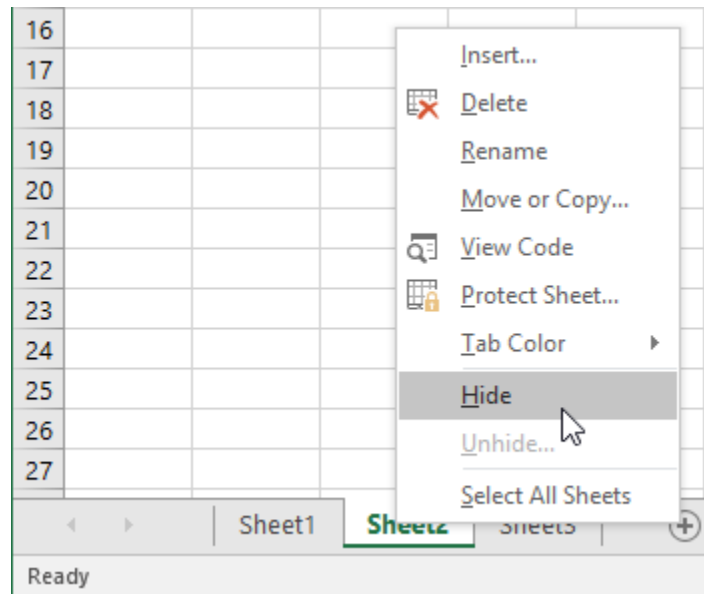 16
17
18
19
20
21
22
23
24
25
26
27
Insert...
Delete
Rename
Move or Copy...
View Code
Protect Sheet...
Tab Color
Hide
Unhide...
Select All Sheets
Sheet1 Sheet2 Sheet3
Ready